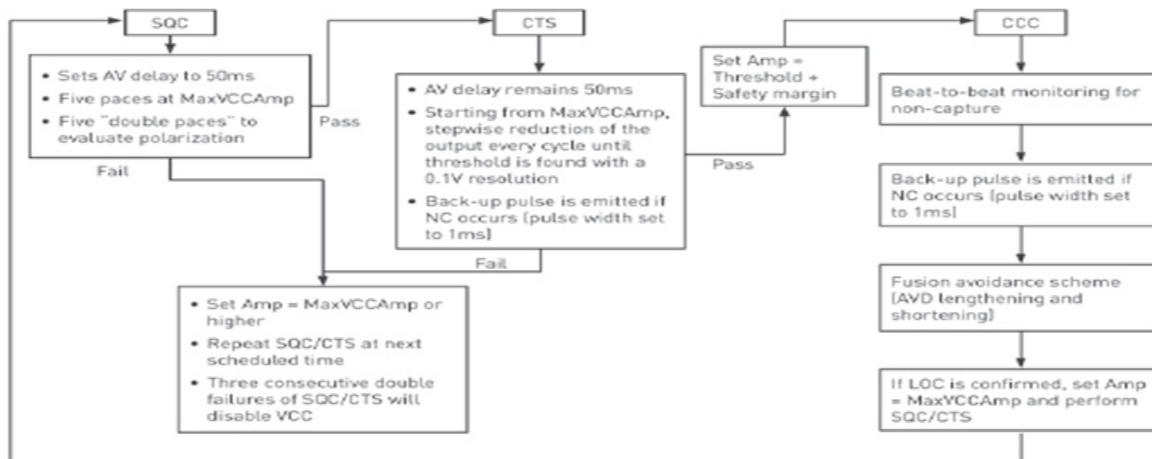 SQC
• Sets AV delay to 50ms
• Five paces at MaxVCCAmp
• Five "double paces" to
evaluate polarization
Pass
Fail
CTS
• AV delay remains 50ms
• Starting from MaxVCCAmp,
stepwise reduction of the
output every cycle until
threshold is found with a
0.1V resolution
• Back-up pulse is emitted if
NC occurs (pulse width set
to 1ms)
Pass
Fail
• Set Amp = MaxVCCAmp or
higher
• Repeat SQC/CTS at next
scheduled time
• Three consecutive double
failures of SQC/CTS will
disable VCC
Set Amp =
Threshold +
Safety margin
CCC
Beat-to-beat monitoring for
non-capture
Back-up pulse is emitted if
NC occurs (pulse width set
to 1ms)
Fusion avoidance scheme
(AVD lengthening and
shortening)
If LOC is confirmed, set Amp
= MaxVCCAmp and perform
SQC/CTS